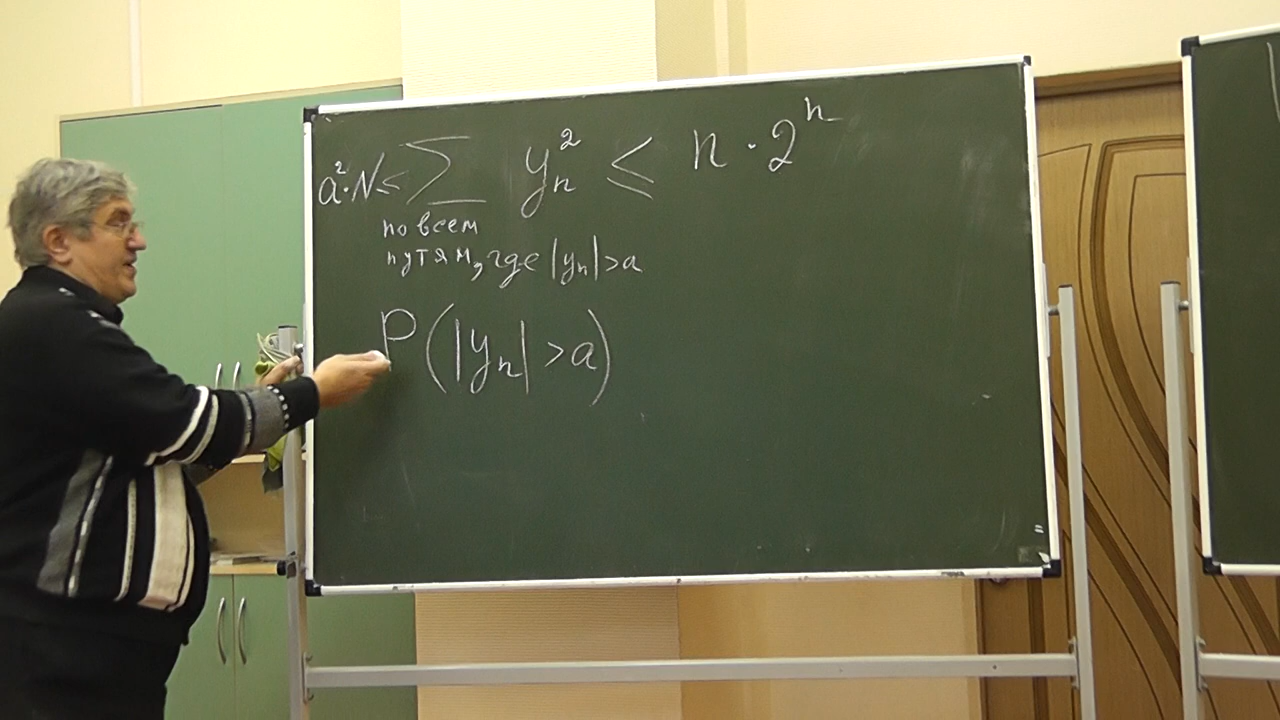 a²·N ≤ ∑ yₙ² ≤ n·2ⁿ
по всем
путям, где |yₙ|>a
P(|yₙ|>a)